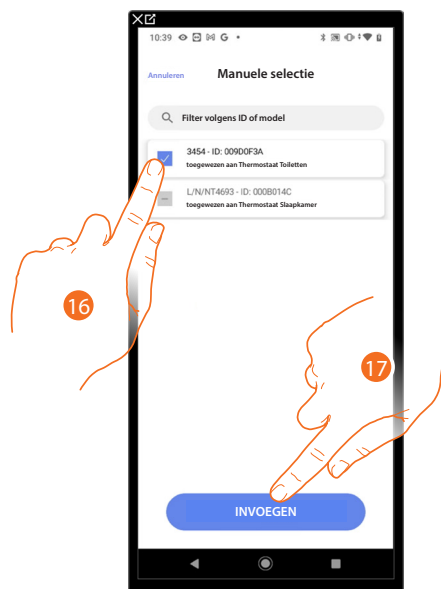 10:39
Annuleren
Manuele selectie
Filter volgens ID of model
3454 - ID: 009D0F3A
toegewezen aan Thermostaat Toiletten
L/N/NT4693 - ID: 000B014C
toegewezen aan Thermostaat Slaapkamer
16
17
INVOEGEN